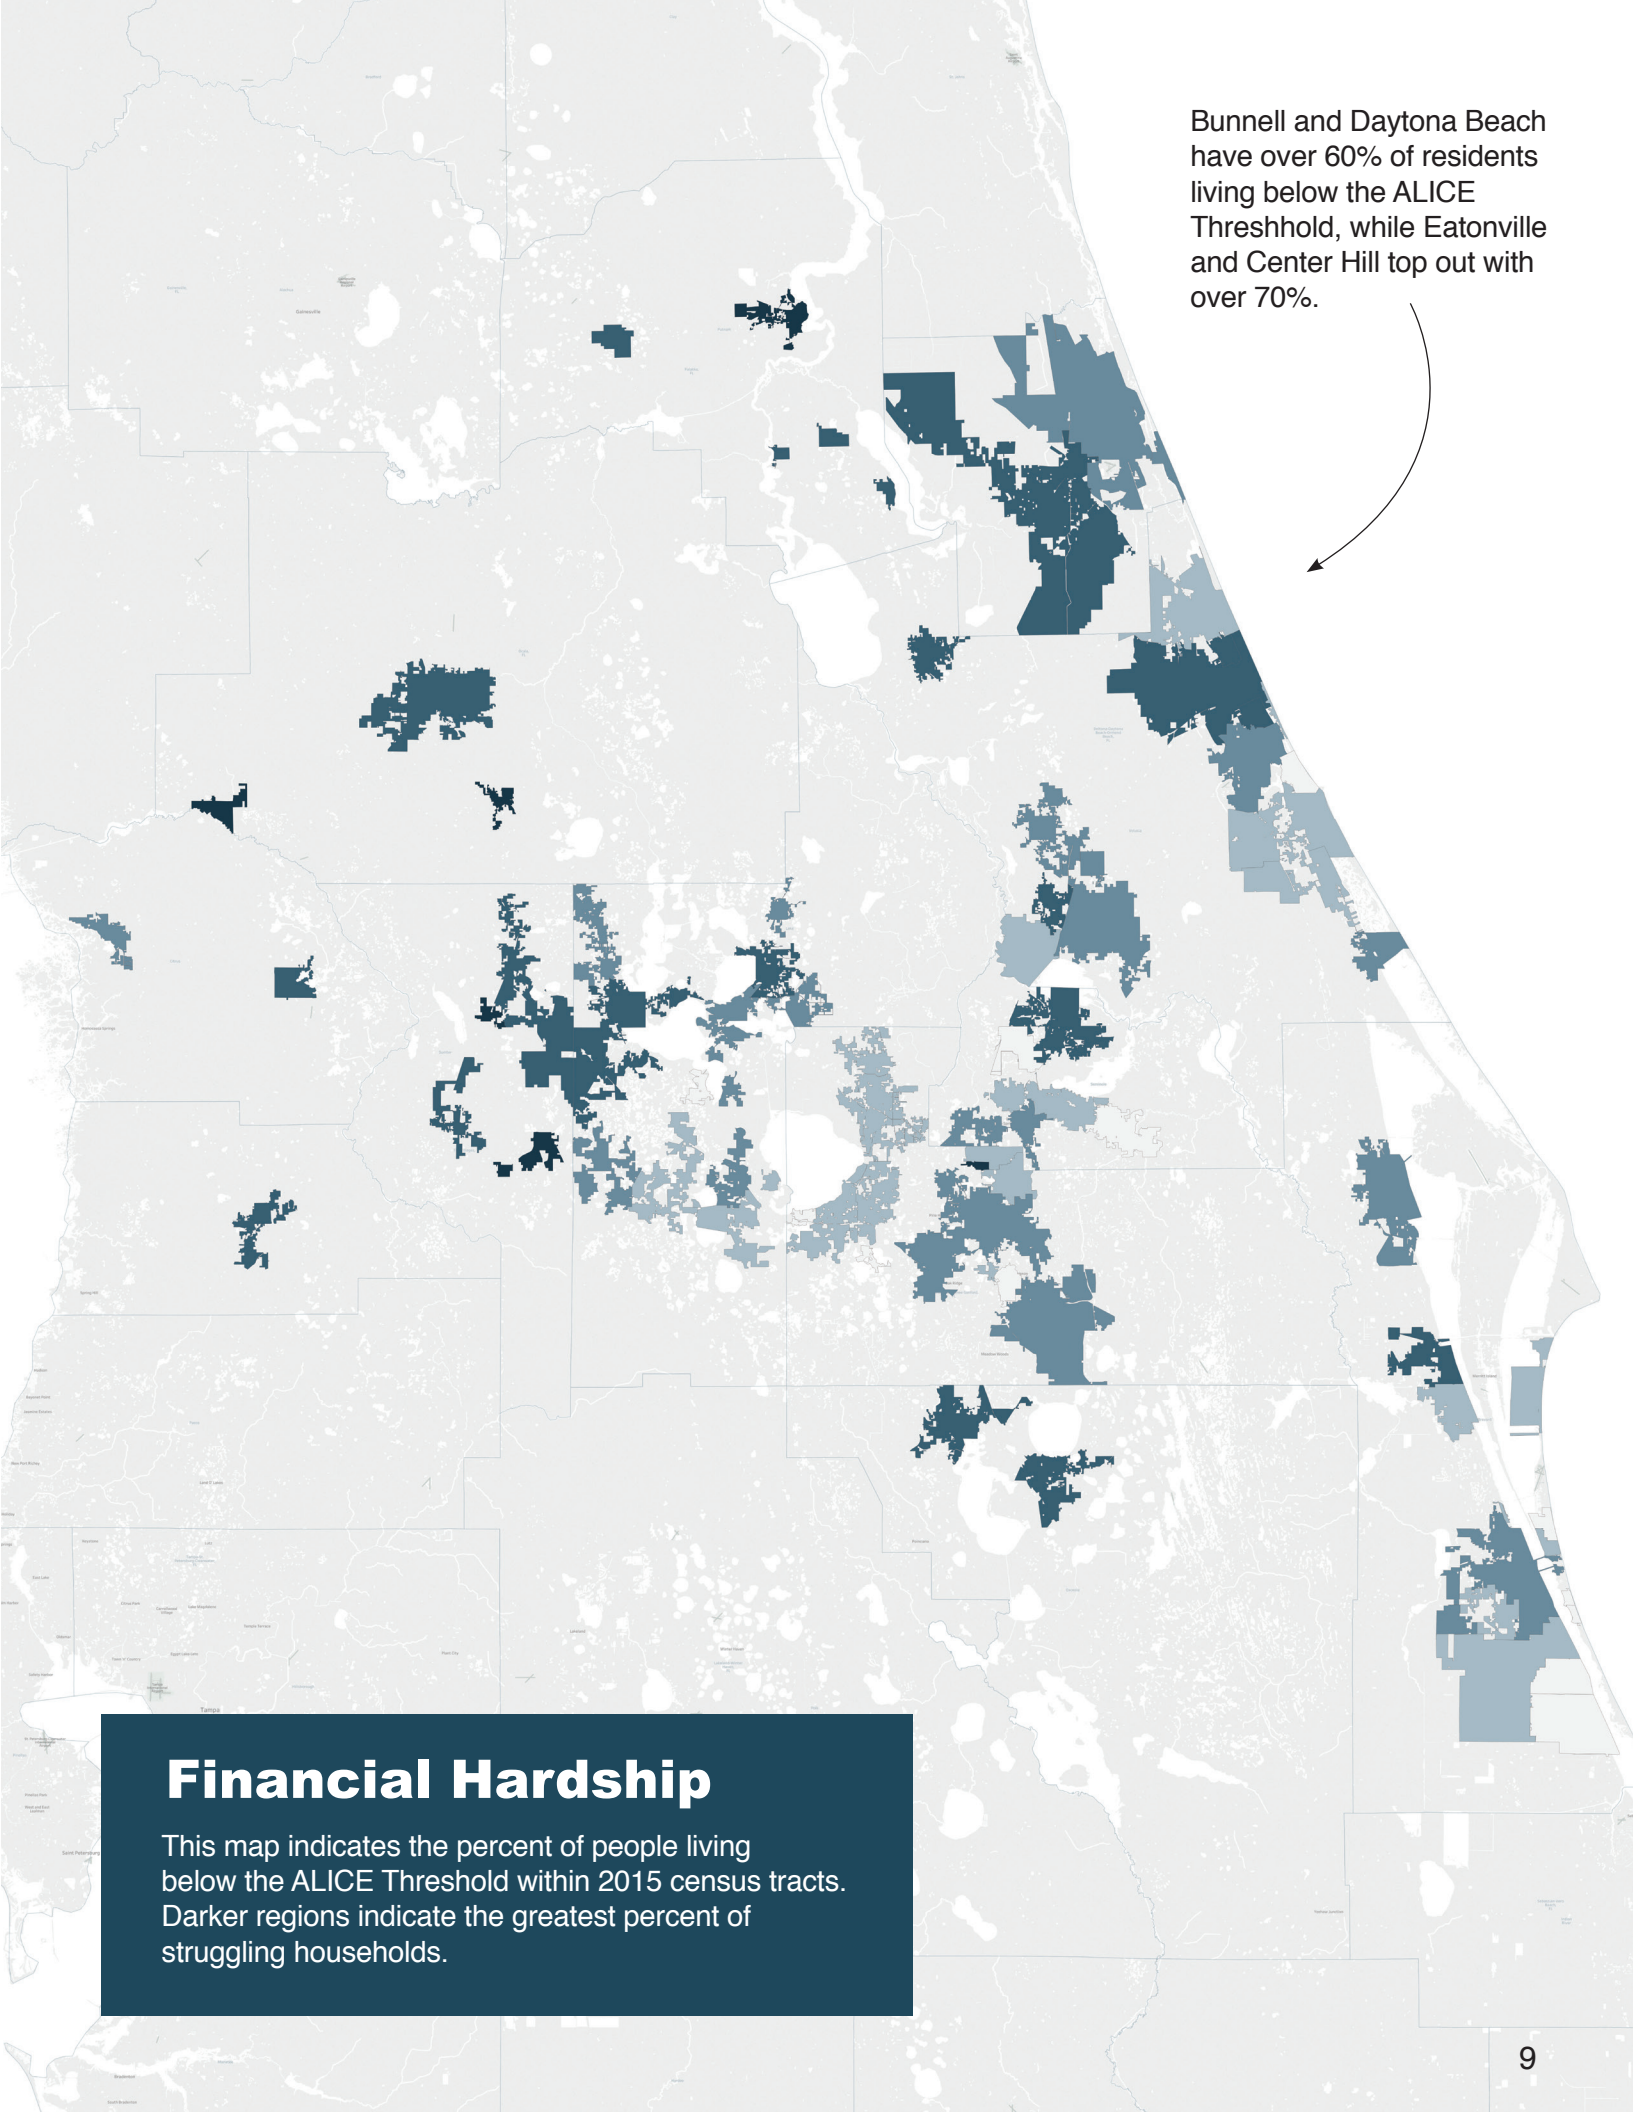 Bunnell and Daytona Beach
have over 60% of residents
living below the ALICE
Threshhold, while Eatonville
and Center Hill top out with
over 70%.
Gainesville
Tampa
Financial Hardship
This map indicates the percent of people living
below the ALICE Threshold within 2015 census tracts.
Darker regions indicate the greatest percent of
struggling households.
9